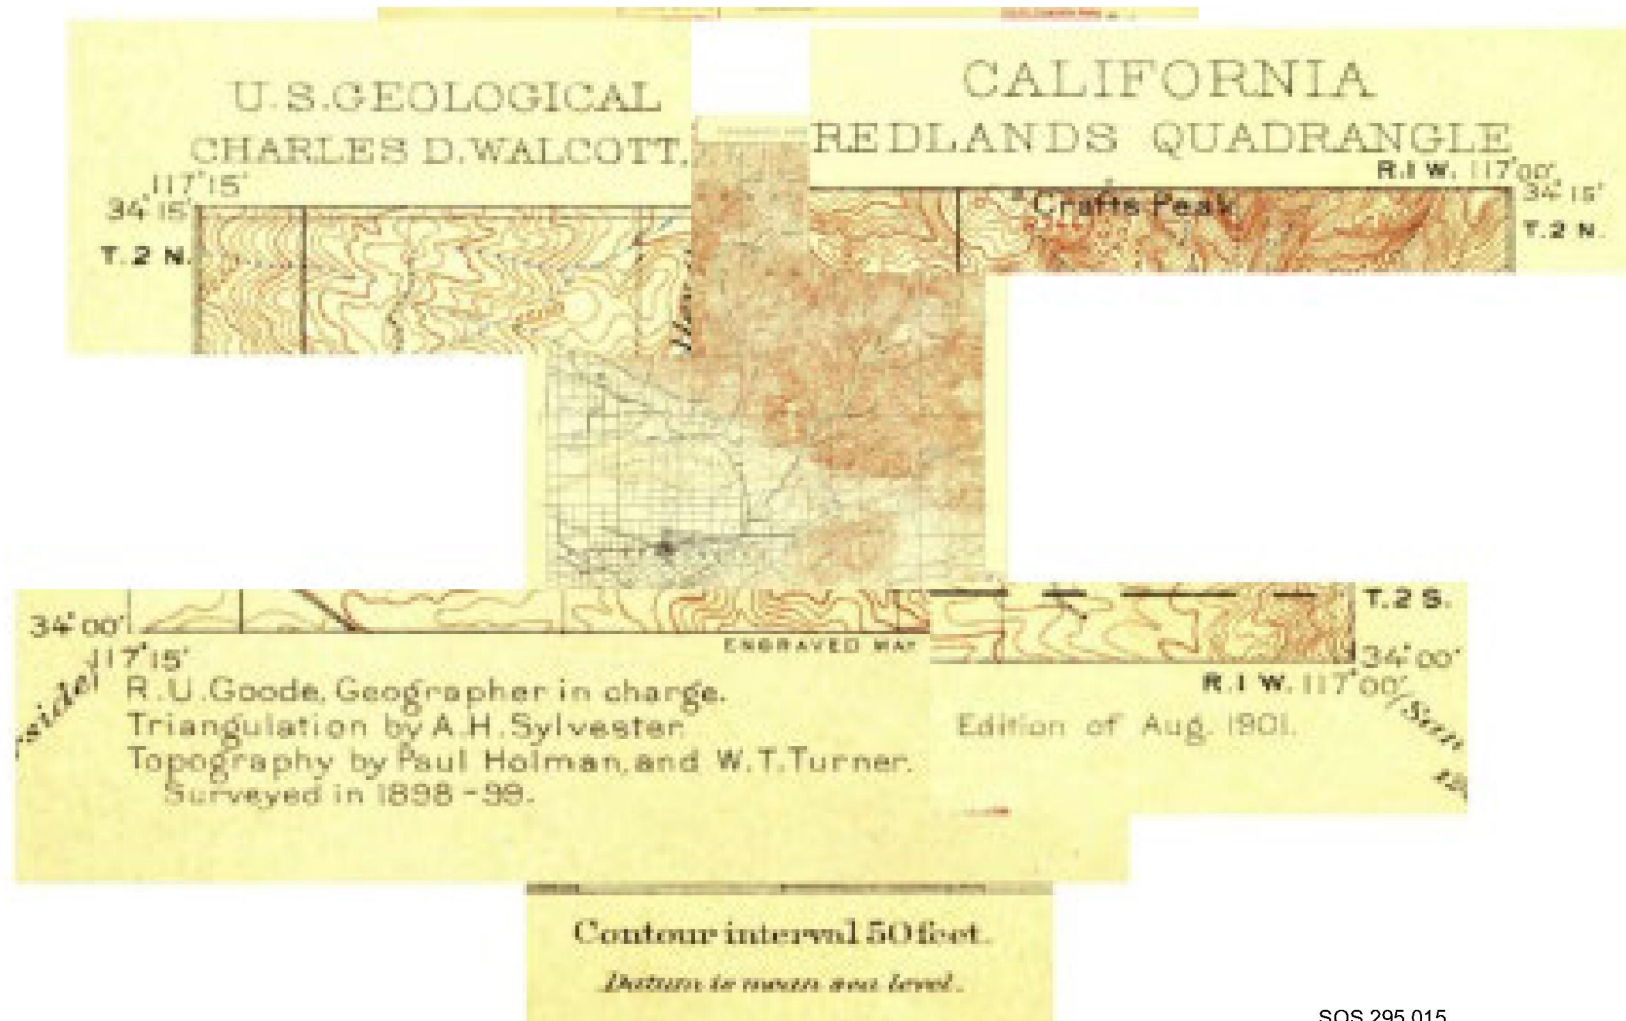 U.S.GEOLOGICAL
CHARLES D.WALCOTT,
117°15'
34°15'
T.2 N.
CALIFORNIA
REDLANDS QUADRANGLE
R.1 W. 117°00'
34°15'
T.2 N.
Crafts Peak
34°00'
117°15'
side)
ENGRAVED MAY
R.U.Goode, Geographer in charge.
Triangulation by A.H.Sylvester.
Topography by Paul Holman, and W.T.Turner.
Surveyed in 1898-99.
T.2 S.
34°00'
R.1 W. 117°00'
(San
Edition of Aug. 1901.
Contour interval 50 feet.
Datum is mean sea level.
SOS 295 015